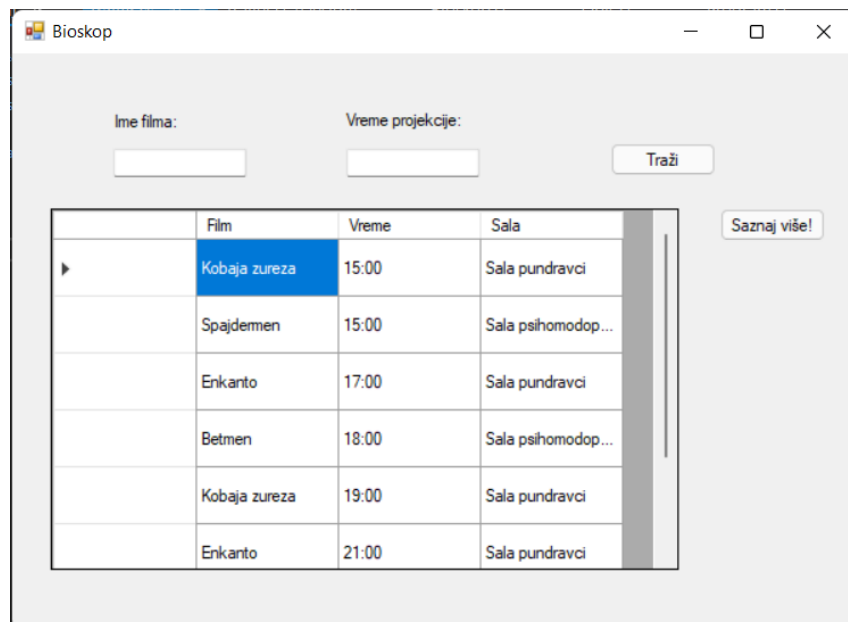 Bioskop
Ime filma:
Vreme projekcije:
Traži
Saznaj više!
Film Vreme Sala
Kobaja zureza 15:00 Sala pundravci
Spajdermen 15:00 Sala psihomodop...
Enkanto 17:00 Sala pundravci
Betmen 18:00 Sala psihomodop...
Kobaja zureza 19:00 Sala pundravci
Enkanto 21:00 Sala pundravci